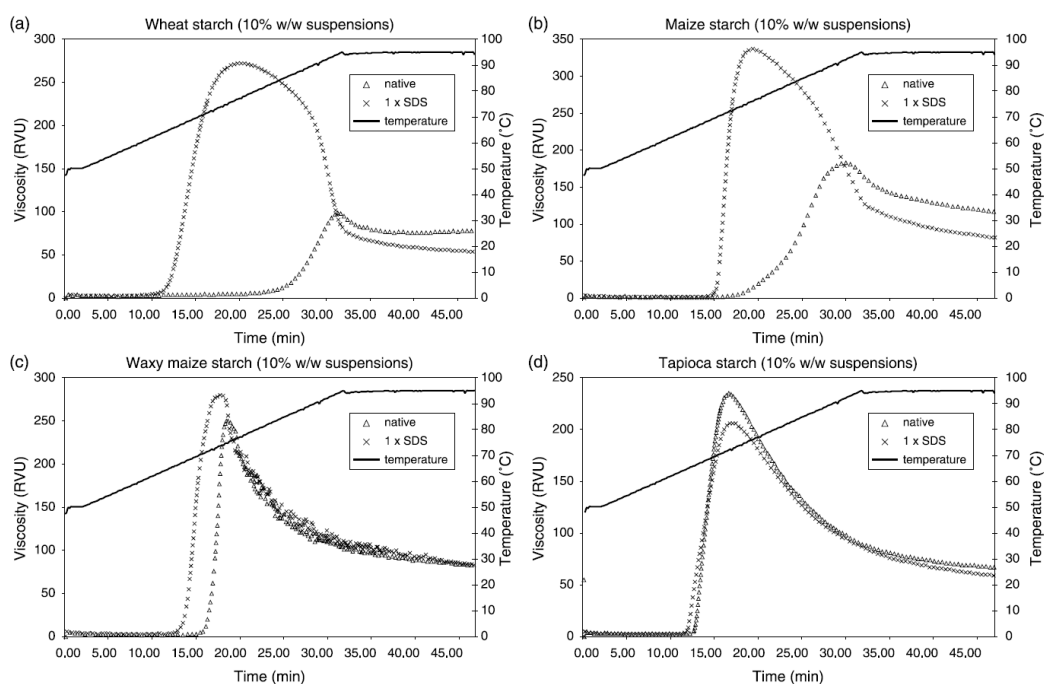 (a) Wheat starch (10% w/w suspensions)
300
250
200
150
100
50
0
Viscosity (RVU)
100
90
80
70
60
50
40
30
20
10
0
Temperature (˚C)
△ native
× 1 x SDS
temperature
0.00 5.00 10.00 15.00 20.00 25.00 30.00 35.00 40.00 45.00
Time (min)
(b) Maize starch (10% w/w suspensions)
350
300
250
200
150
100
50
0
Viscosity (RVU)
100
90
80
70
60
50
40
30
20
10
0
Temperature (˚C)
△ native
× 1 x SDS
temperature
0.00 5.00 10.00 15.00 20.00 25.00 30.00 35.00 40.00 45.00
Time (min)
(c) Waxy maize starch (10% w/w suspensions)
300
250
200
150
100
50
0
Viscosity (RVU)
100
90
80
70
60
50
40
30
20
10
0
Temperature (˚C)
△ native
× 1 x SDS
temperature
0.00 5.00 10.00 15.00 20.00 25.00 30.00 35.00 40.00 45.00
Time (min)
(d) Tapioca starch (10% w/w suspensions)
250
200
150
100
50
0
Viscosity (RVU)
100
90
80
70
60
50
40
30
20
10
0
Temperature (˚C)
△ native
× 1 x SDS
temperature
0.00 5.00 10.00 15.00 20.00 25.00 30.00 35.00 40.00 45.00
Time (min)